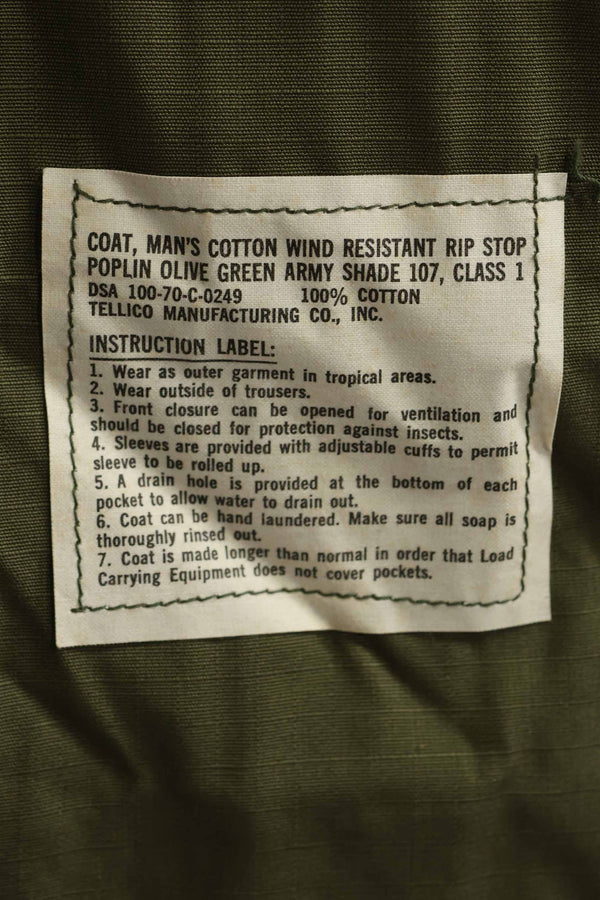 COAT, MAN'S COTTON WIND RESISTANT RIP STOP
POPLIN OLIVE GREEN ARMY SHADE 107, CLASS 1
DSA 100-70-C-0249 100% COTTON
TELLICO MANUFACTURING CO., INC.
INSTRUCTION LABEL:
1. Wear as outer garment in tropical areas.
2. Wear outside of trousers.
3. Front closure can be opened for ventilation and
should be closed for protection against insects.
4. Sleeves are provided with adjustable cuffs to permit
sleeve to be rolled up.
5. A drain hole is provided at the bottom of each
pocket to allow water to drain out.
6. Coat can be hand laundered. Make sure all soap is
thoroughly rinsed out.
7. Coat is made longer than normal in order that Load
Carrying Equipment does not cover pockets.